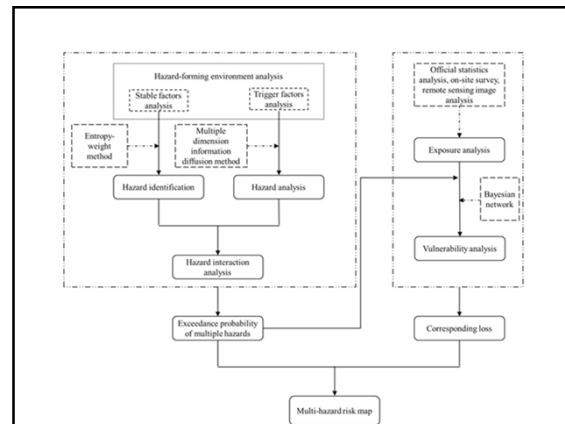 Hazard-forming environment analysis
Stable factors
analysis
Trigger factors
analysis
Entropy-
weight
method
Multiple
dimension
information
diffusion method
Hazard identification
Hazard analysis
Hazard interaction
analysis
Exceedance probability
of multiple hazards
Official statistics
analysis, on-site survey,
remote sensing image
analysis
Exposure analysis
Bayesian
network
Vulnerability analysis
Corresponding loss
Multi-hazard risk map